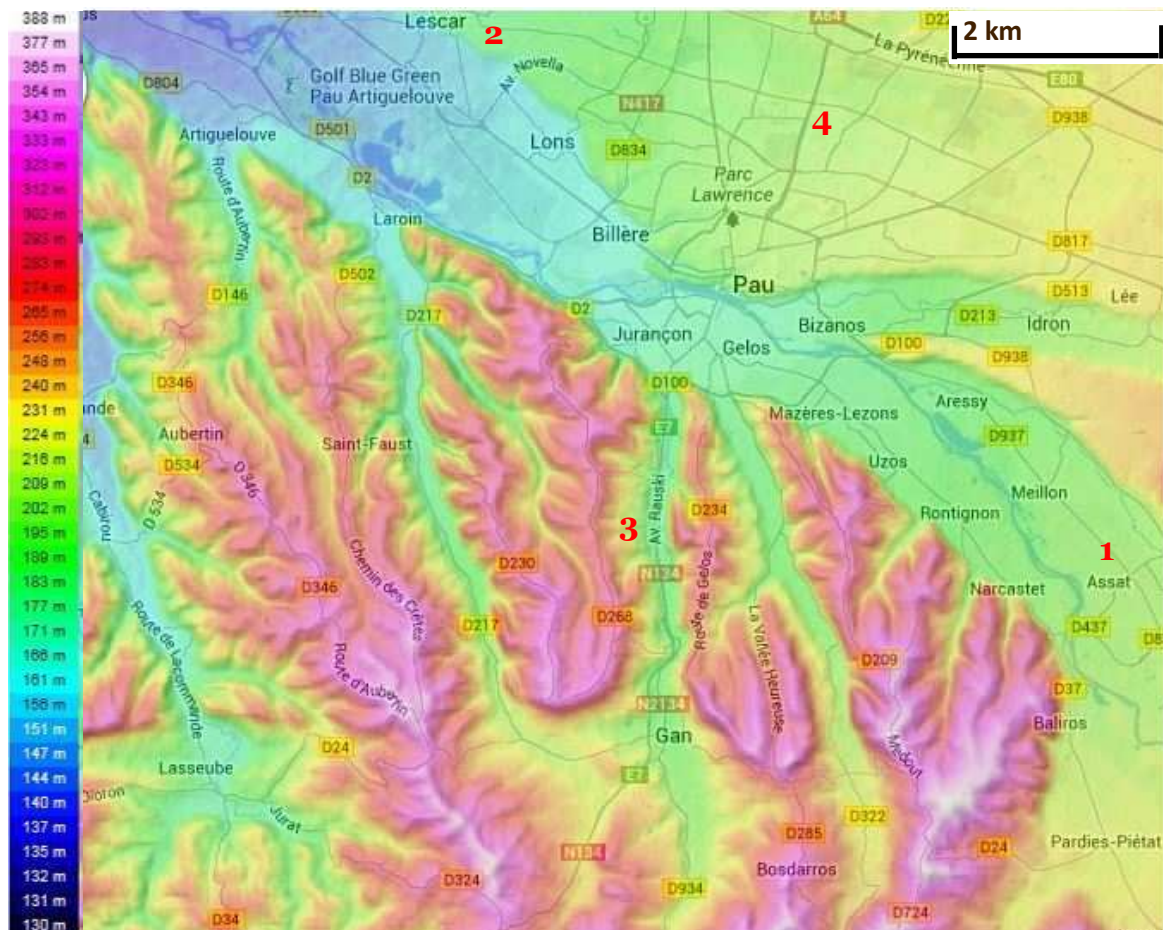 388 m
377 m
365 m
354 m
343 m
333 m
323 m
312 m
302 m
293 m
283 m
274 m
265 m
256 m
248 m
240 m
231 m
224 m
216 m
209 m
202 m
195 m
189 m
183 m
177 m
171 m
166 m
161 m
156 m
151 m
147 m
144 m
140 m
137 m
135 m
132 m
131 m
130 m
Lescar
2
A64
2 km
La Pyrénéenne
E80
D804
Golf Blue Green
Pau Artiguelouve
Av. Novella
N417
4
D938
Artiguelouve
D501
Lons
D834
D2
Parc
Lawrence
Route d'Aubertin
Laroin
Billère
D817
D502
D146
Pau
D513
Lée
D217
D2
Jurançon
Bizanos
D213
Idron
Gelos
D100
D938
D346
D100
Aressy
Mazères-Lezons
E7
D937
Aubertin
Saint-Faust
D534
Uzos
D346
Meillon
Cabirou
D534
Av. Rauski
D234
Rontignon
3
1
Chemin des Crêtes
D230
N134
Route de Gelos
Assat
Narcastet
D346
D268
D217
La Vallée Heureuse
D437
Route de Lacommande
D209
Route d'Aubertin
D37
N2134
Baliros
Gan
D24
Medout
Lasseube
E7
Jurat
D322
D285
D24
Pardies-Piétat
N134
Bosdarros
D324
D934
D34
D724